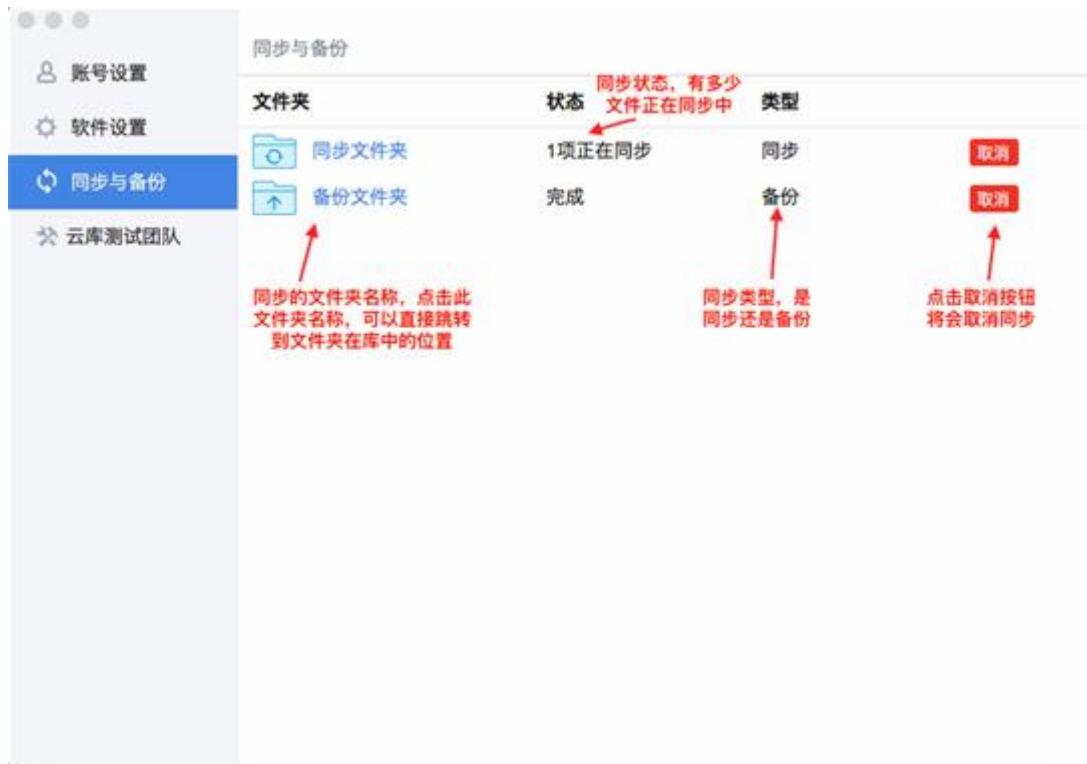 账号设置
软件设置
同步与备份
云库测试团队
同步与备份
同步状态，有多少
文件正在同步中
文件夹 状态 类型
同步文件夹 1项正在同步 同步 取消
备份文件夹 完成 备份 取消
同步的文件夹名称，点击此
文件夹名称，可以直接跳转
到文件夹在库中的位置
同步类型，是
同步还是备份
点击取消按钮
将会取消同步